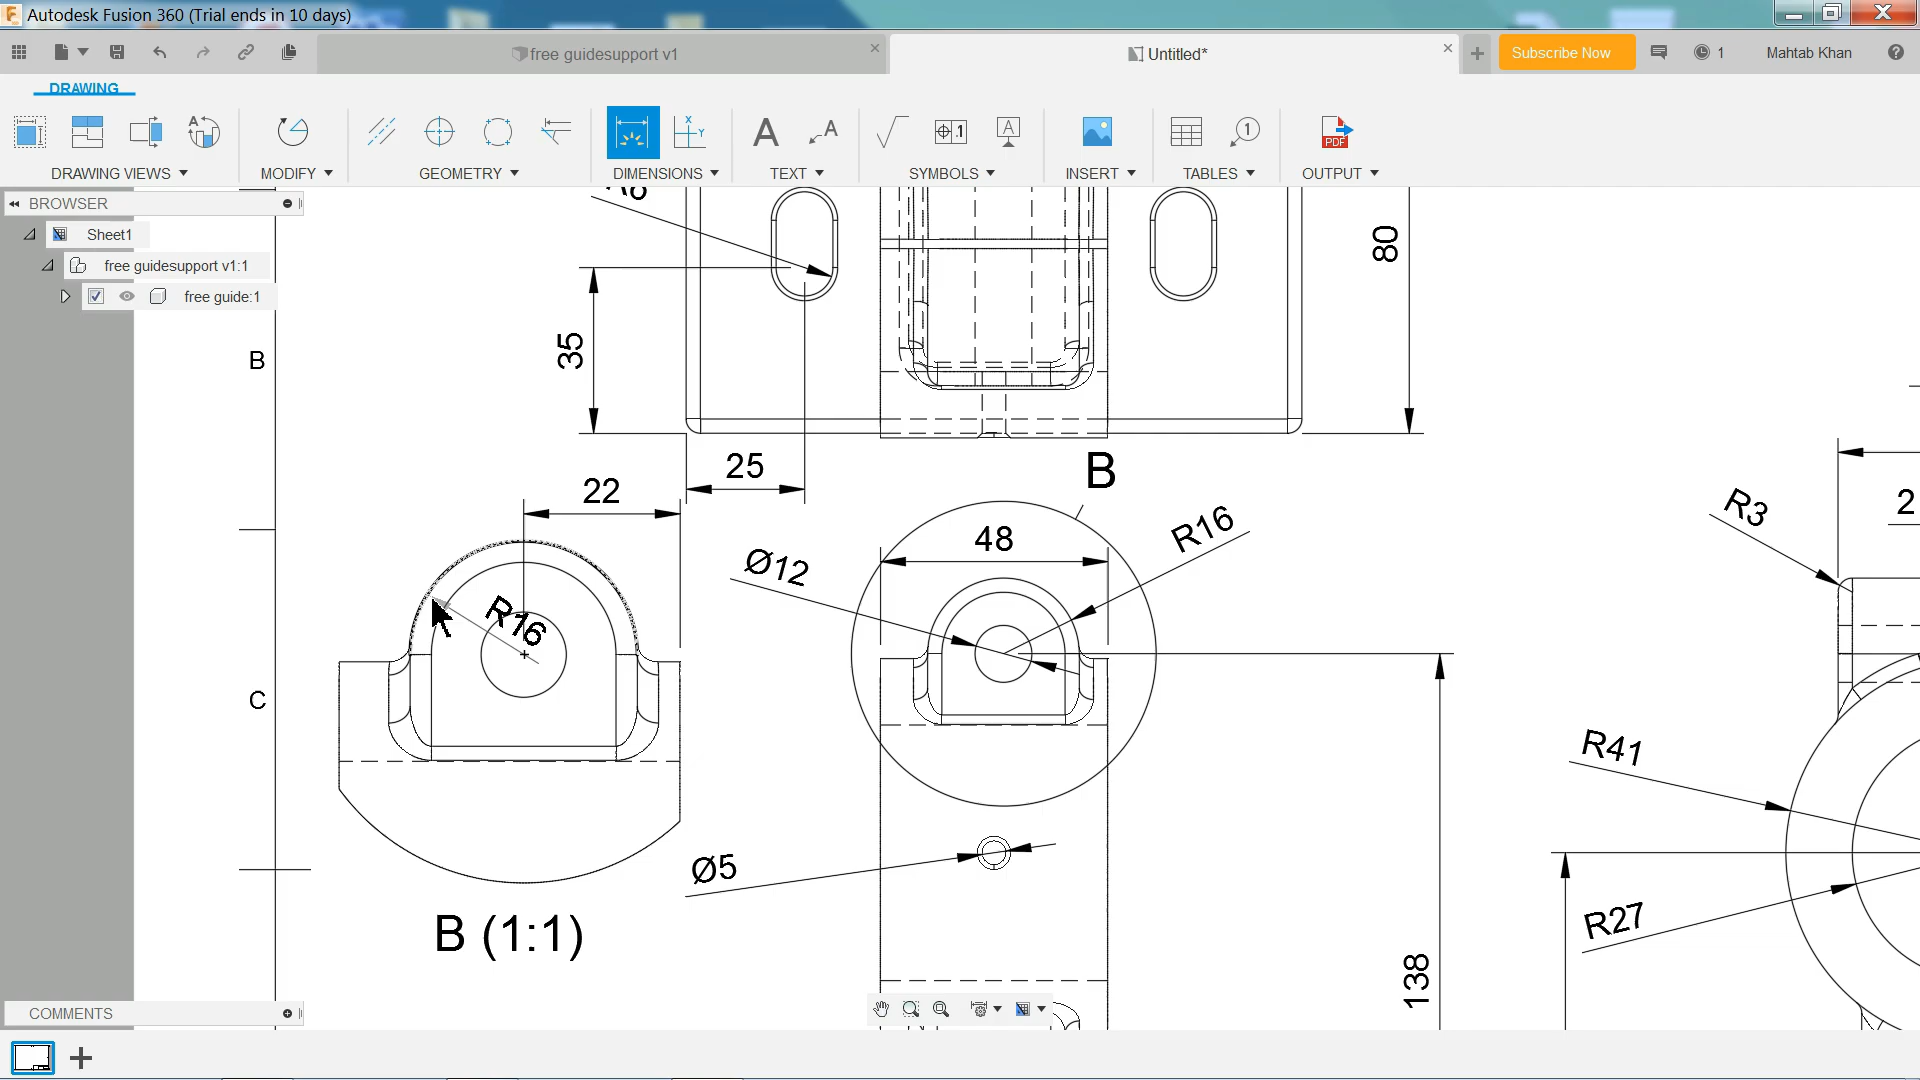 Autodesk Fusion 360 (Trial ends in 10 days)
free guidesupport v1
Untitled*
Subscribe Now
1
Mahtab Khan
DRAWING
DRAWING VIEWS
MODIFY
GEOMETRY
DIMENSIONS
TEXT
SYMBOLS
INSERT
TABLES
OUTPUT
BROWSER
Sheet1
free guidesupport v1:1
free guide:1
B
C
80
35
25
22
B
48
R16
Ø12
R16
R3
2
R41
R27
Ø5
138
B (1:1)
COMMENTS